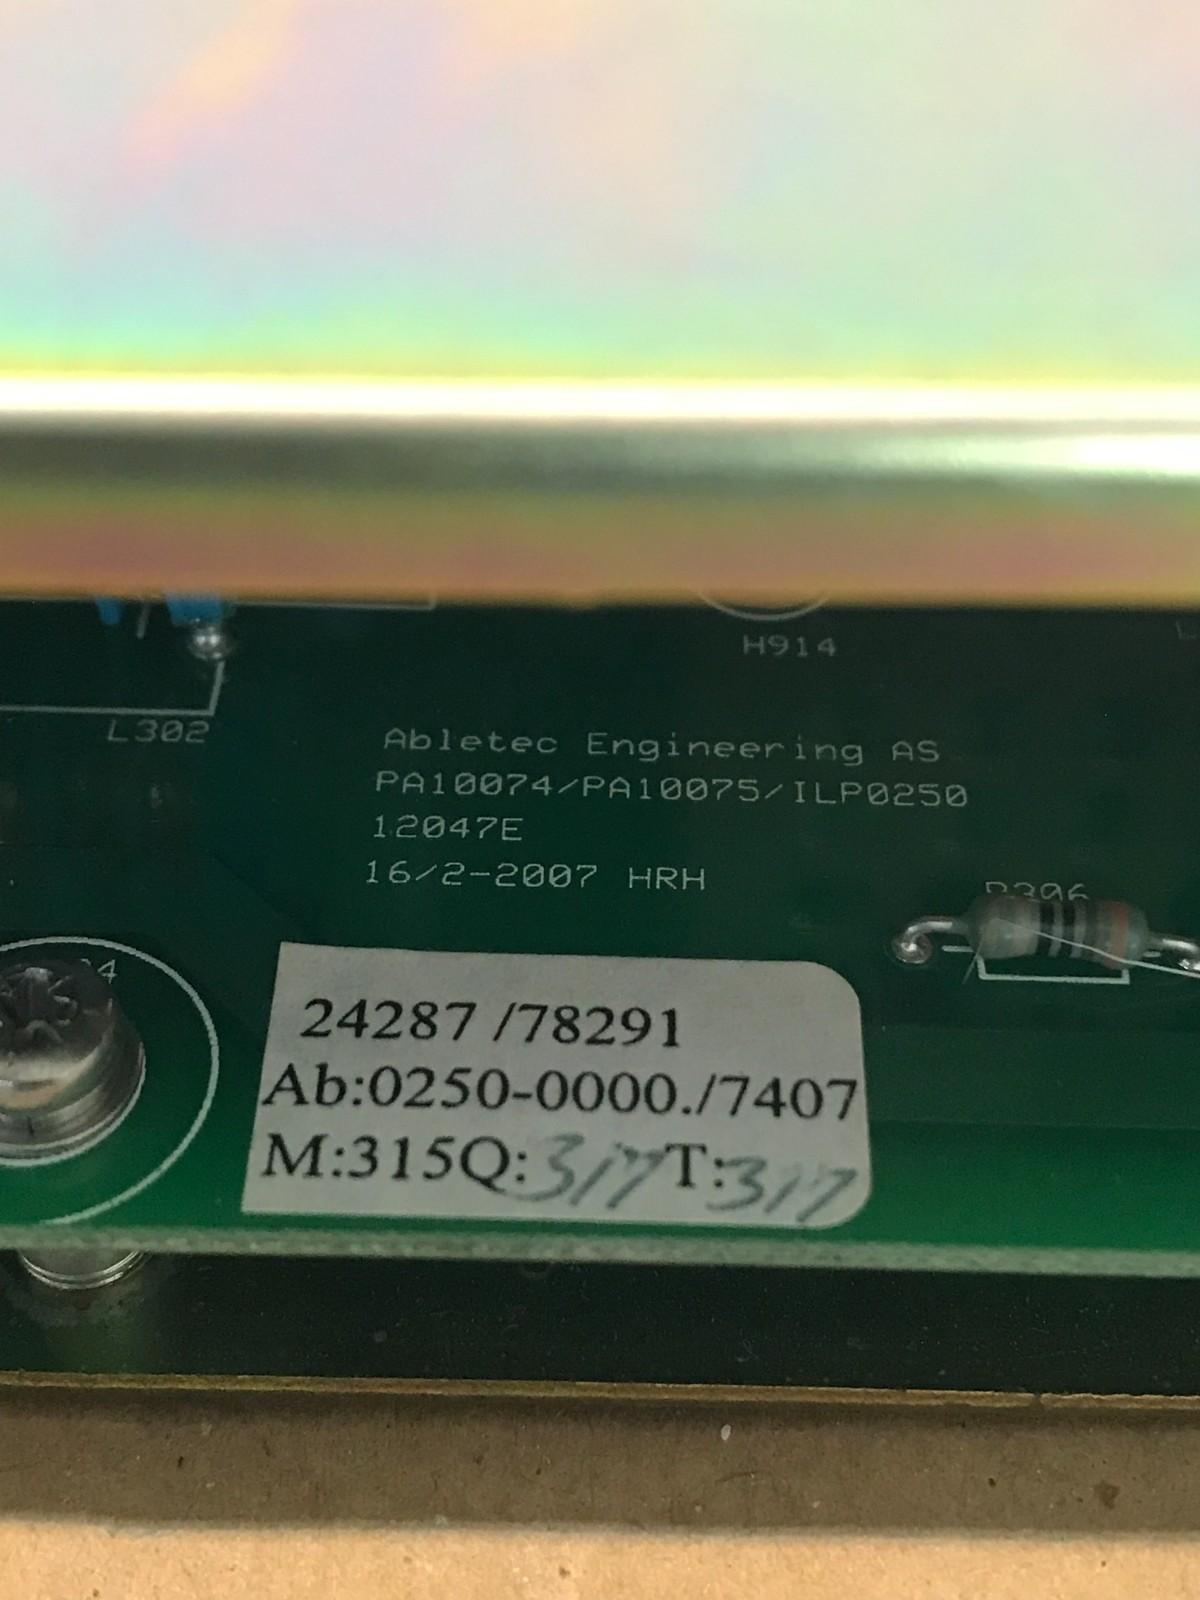 H914
L302
Abletec Engineering AS
PA10074/PA10075/ILP0250
12047E
16/2-2007 HRH
24287 /78291
Ab:0250-0000./7407
M:315Q:317T:317